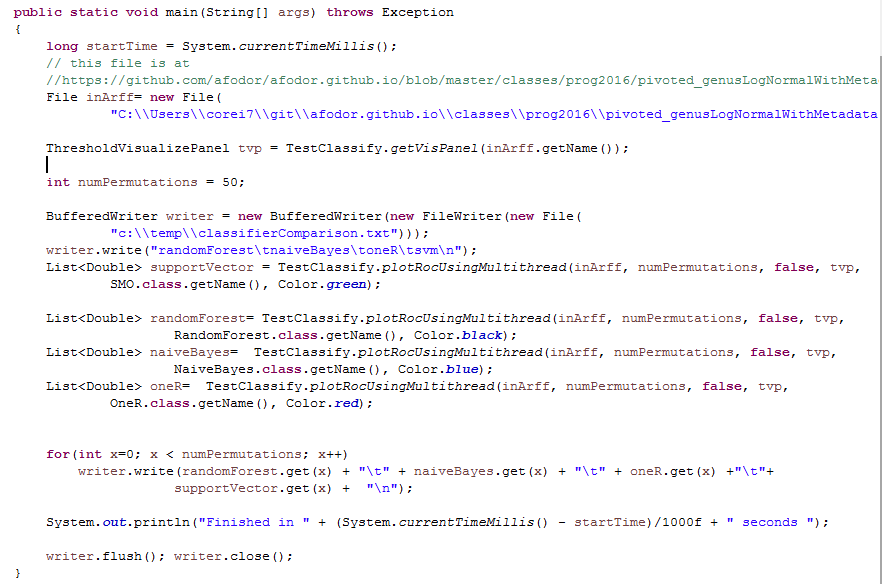 public static void main(String[] args) throws Exception
{
    long startTime = System.currentTimeMillis();
    // this file is at
    //https://github.com/afodor/afodor.github.io/blob/master/classes/prog2016/pivoted_genusLogNormalWithMeta
    File inArff= new File(
            "C:\\Users\\corei7\\git\\afodor.github.io\\classes\\prog2016\\pivoted_genusLogNormalWithMetadata
    ThresholdVisualizePanel tvp = TestClassify.getVisPanel(inArff.getName());
    int numPermutations = 50;
    BufferedWriter writer = new BufferedWriter(new FileWriter(new File(
            "c:\\temp\\classifierComparison.txt")));
    writer.write("randomForest\tnaiveBayes\toneR\tsvm\n");
    List<Double> supportVector = TestClassify.plotRocUsingMultithread(inArff, numPermutations, false, tvp,
            SMO.class.getName(), Color.green);
    List<Double> randomForest= TestClassify.plotRocUsingMultithread(inArff, numPermutations, false, tvp,
                    RandomForest.class.getName(), Color.black);
    List<Double> naiveBayes=  TestClassify.plotRocUsingMultithread(inArff, numPermutations, false, tvp,
                    NaiveBayes.class.getName(), Color.blue);
    List<Double> oneR=  TestClassify.plotRocUsingMultithread(inArff, numPermutations, false, tvp,
            OneR.class.getName(), Color.red);
    for(int x=0; x < numPermutations; x++)
        writer.write(randomForest.get(x) + "\t" + naiveBayes.get(x) + "\t" + oneR.get(x) +"\t"+
                    supportVector.get(x) +  "\n");
    System.out.println("Finished in " + (System.currentTimeMillis() - startTime)/1000f + " seconds ");
    writer.flush(); writer.close();
}